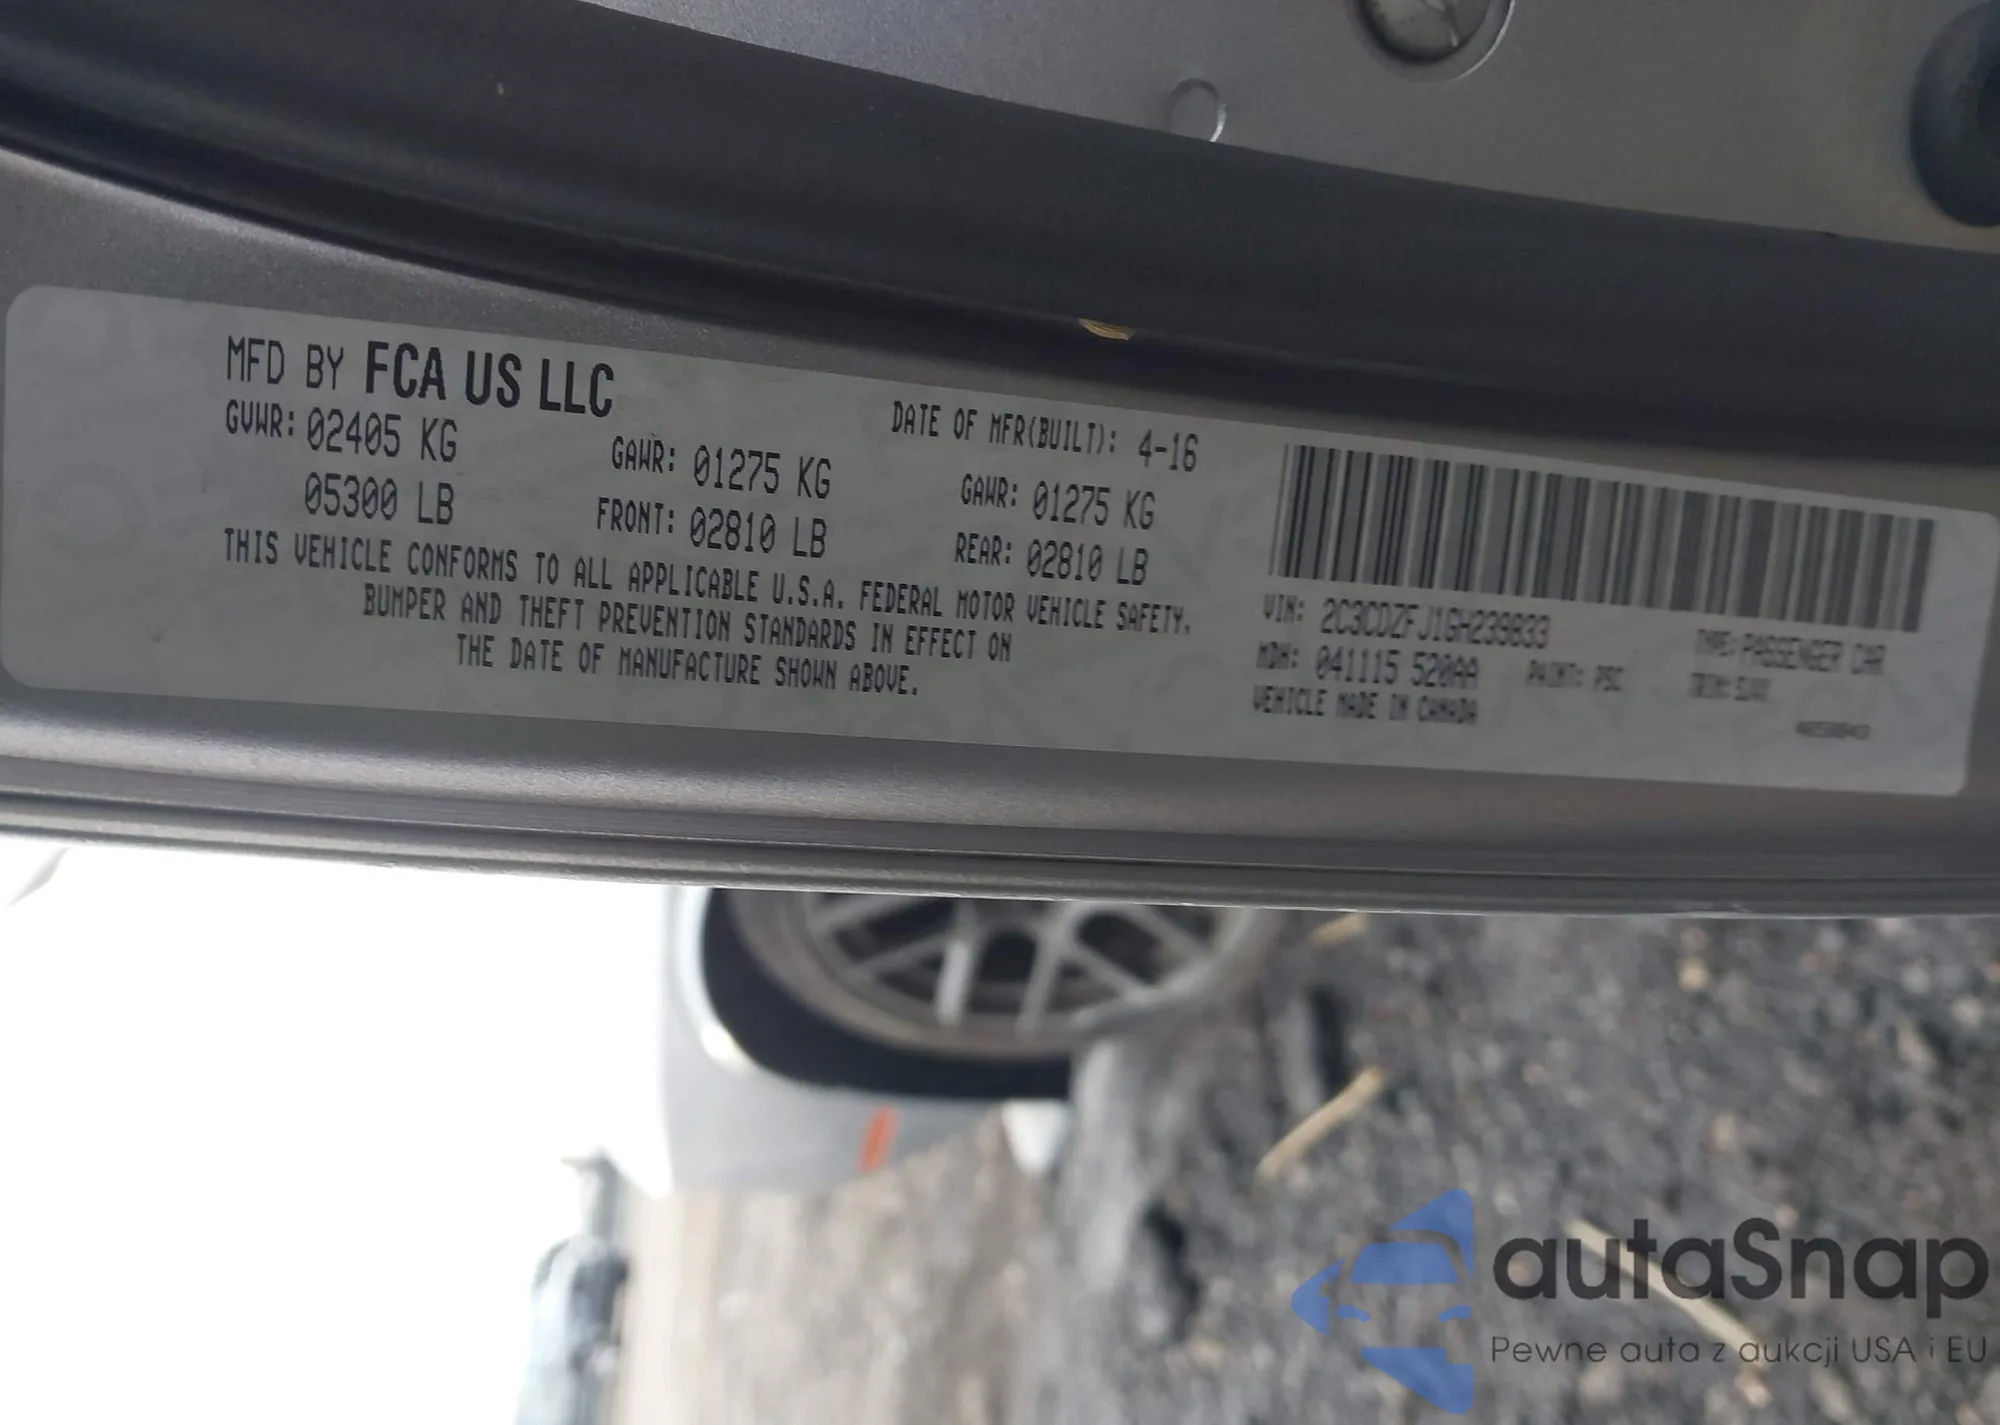 MFD BY FCA US LLC
DATE OF MFR(BUILT): 4-16
GVWR: 02405 KG
GAWR: 01275 KG
GAWR: 01275 KG
05300 LB
FRONT: 02810 LB
REAR: 02810 LB
THIS VEHICLE CONFORMS TO ALL APPLICABLE U.S.A. FEDERAL MOTOR VEHICLE SAFETY,
BUMPER AND THEFT PREVENTION STANDARDS IN EFFECT ON
THE DATE OF MANUFACTURE SHOWN ABOVE.
VIN:
TYPE: PASSENGER CAR
MDH: 041115 520AA
PAINT: PSC
TRIM:
VEHICLE MADE IN CANADA
autaSnap
Pewne auta z aukcji USA i EU